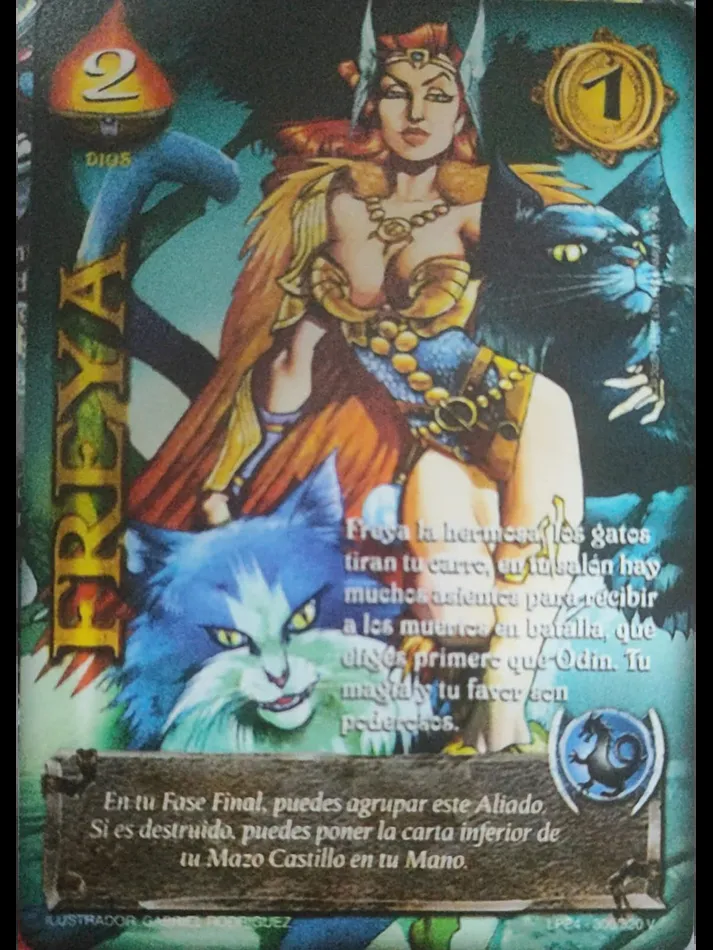 2
1
DIOS
FREYA
Freya la hermosa, los gatos
tiran tu carro, en tu salón hay
muchos asientos para recibir
a los muertos en batalla, que
eliges primero que Odin. Tu
magia y tu favor son
poderosos.
En tu Fase Final, puedes agrupar este Aliado.
Si es destruido, puedes poner la carta inferior de
tu Mazo Castillo en tu Mano.
ILUSTRADOR GABRIEL RODRIGUEZ